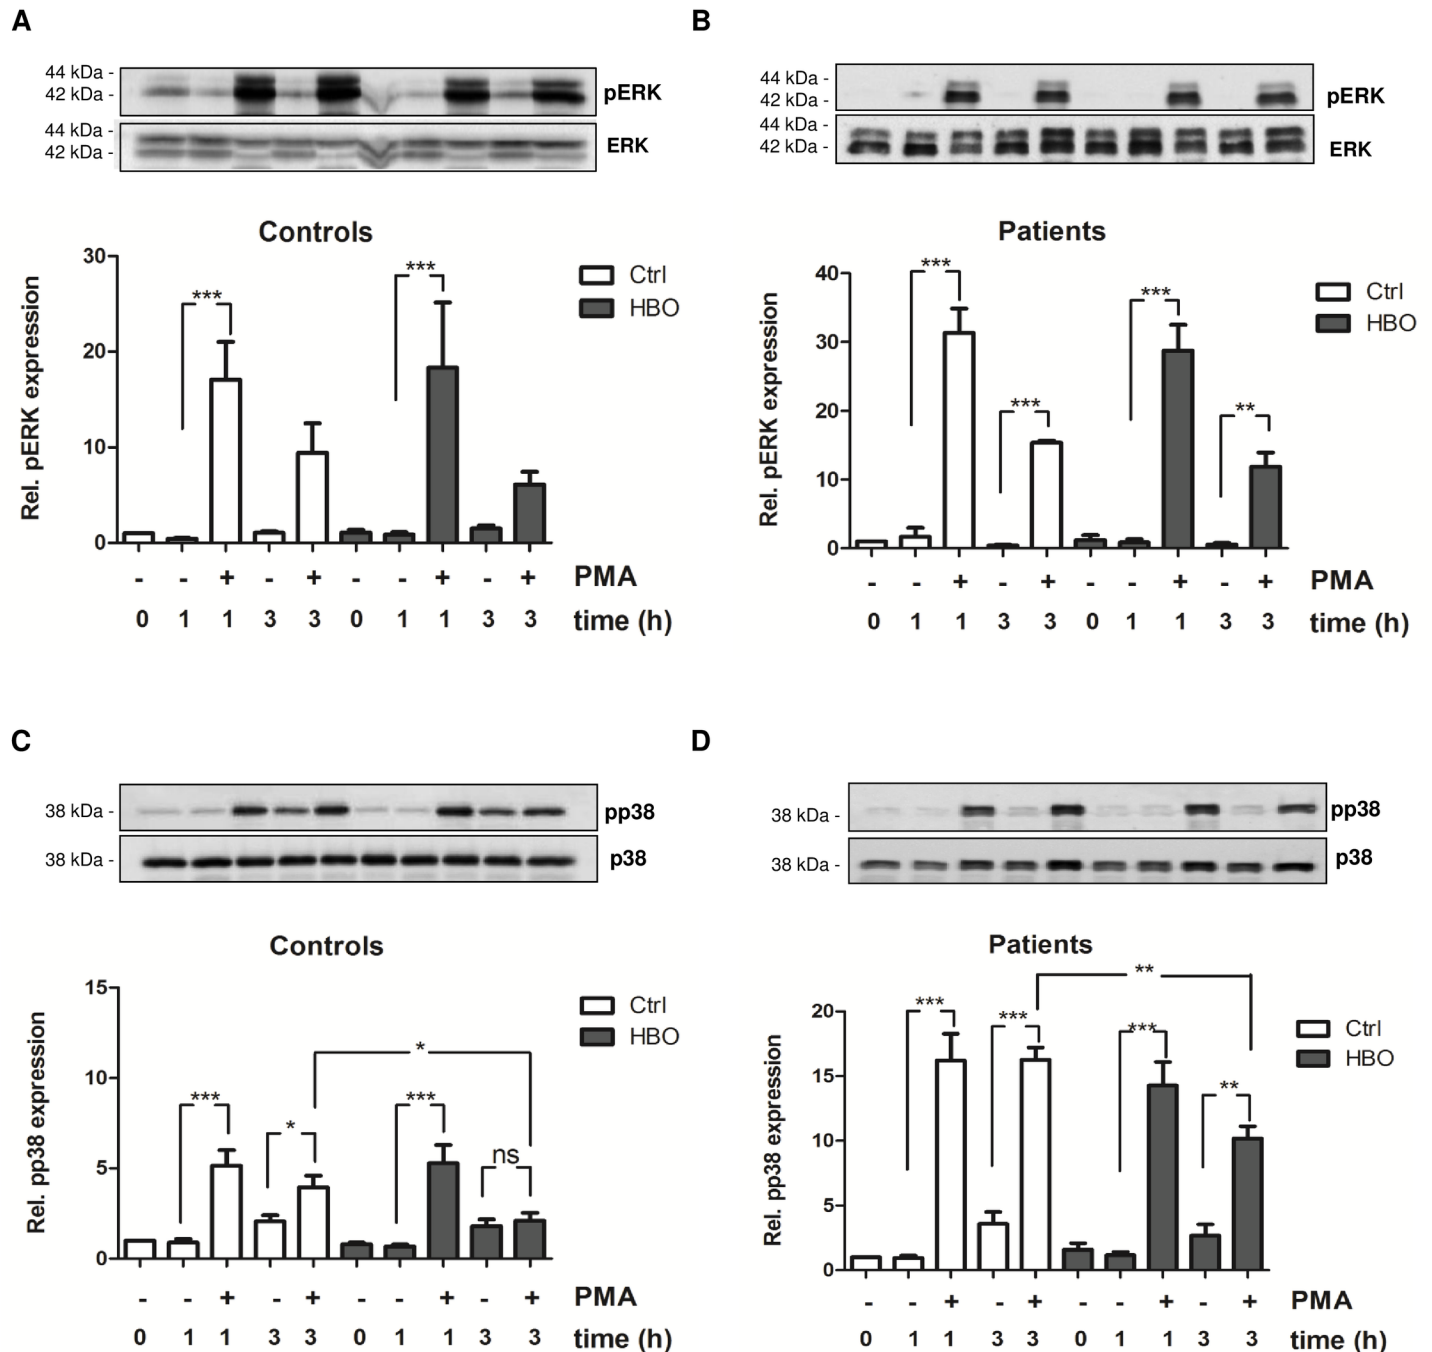 A
44 kDa -
42 kDa -
pERK
44 kDa -
42 kDa -
ERK
Controls
Rel. pERK expression
30
20
10
0
***
***
Ctrl
HBO
- - + - + - - + - + PMA
0 1 1 3 3 0 1 1 3 3 time (h)
B
44 kDa -
42 kDa -
pERK
44 kDa -
42 kDa -
ERK
Patients
Rel. pERK expression
40
30
20
10
0
***
***
***
**
Ctrl
HBO
- - + - + - - + - + PMA
0 1 1 3 3 0 1 1 3 3 time (h)
C
38 kDa -
pp38
38 kDa -
p38
Controls
Rel. pp38 expression
15
10
5
0
***
*
*
***
ns
Ctrl
HBO
- - + - + - - + - + PMA
0 1 1 3 3 0 1 1 3 3 time (h)
D
38 kDa -
pp38
38 kDa -
p38
Patients
Rel. pp38 expression
20
15
10
5
0
***
***
**
***
**
Ctrl
HBO
- - + - + - - + - + PMA
0 1 1 3 3 0 1 1 3 3 time (h)